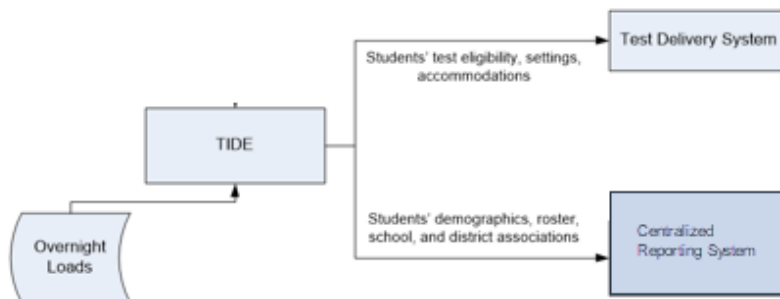 Test Delivery System
Students' test eligibility, settings,
accommodations
TIDE
Students' demographics, roster,
school, and district associations
Centralized
Reporting System
Overnight
Loads